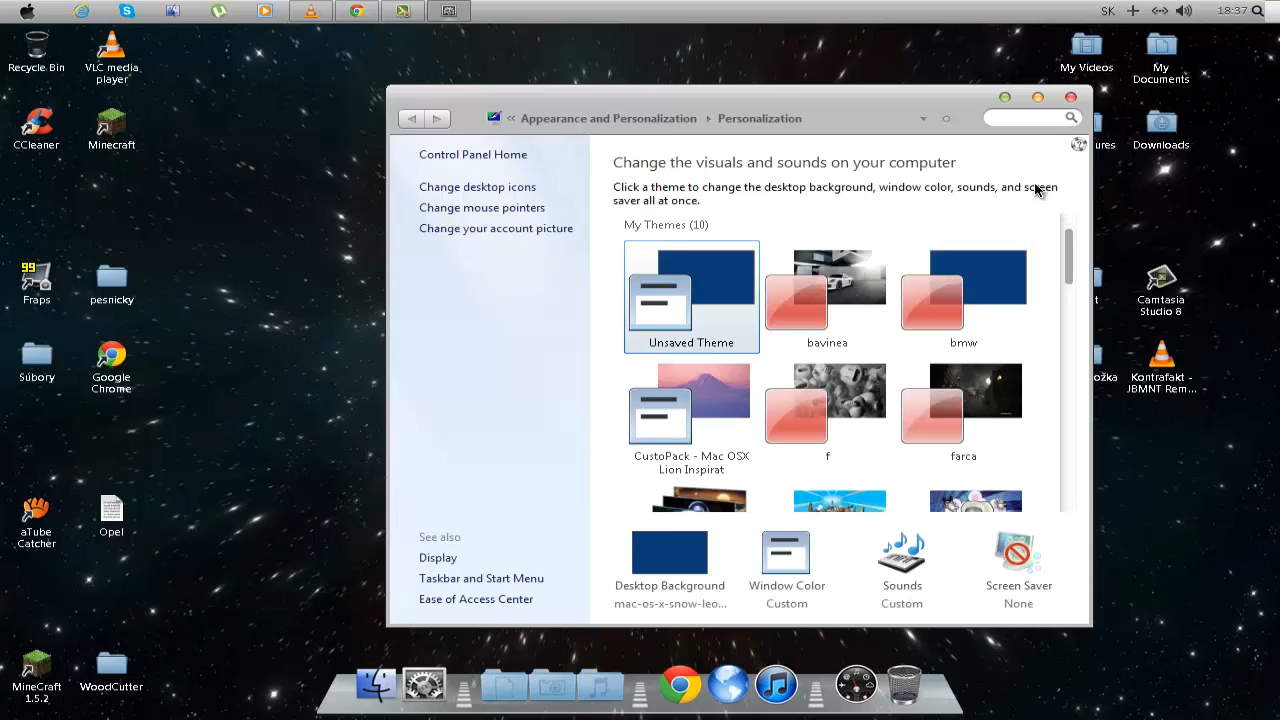 SK
18:37
Recycle Bin
VLC media
player
CCleaner
Minecraft
Fraps
pesnicky
Súbory
Google
Chrome
aTube
Catcher
Opel
MineCraft
1.5.2
WoodCutter
Appearance and Personalization
Personalization
Control Panel Home
Change desktop icons
Change mouse pointers
Change your account picture
See also
Display
Taskbar and Start Menu
Ease of Access Center
Change the visuals and sounds on your computer
Click a theme to change the desktop background, window color, sounds, and screen
saver all at once.
My Themes (10)
Unsaved Theme
bavinea
bmw
CustoPack - Mac OSX
Lion Inspirat
f
farca
Desktop Background
mac-os-x-snow-leo...
Window Color
Custom
Sounds
Custom
Screen Saver
None
My Videos
My
Documents
ures
Downloads
t
Camtasia
Studio 8
ožka
Kontrafakt -
JBMNT Rem...
99